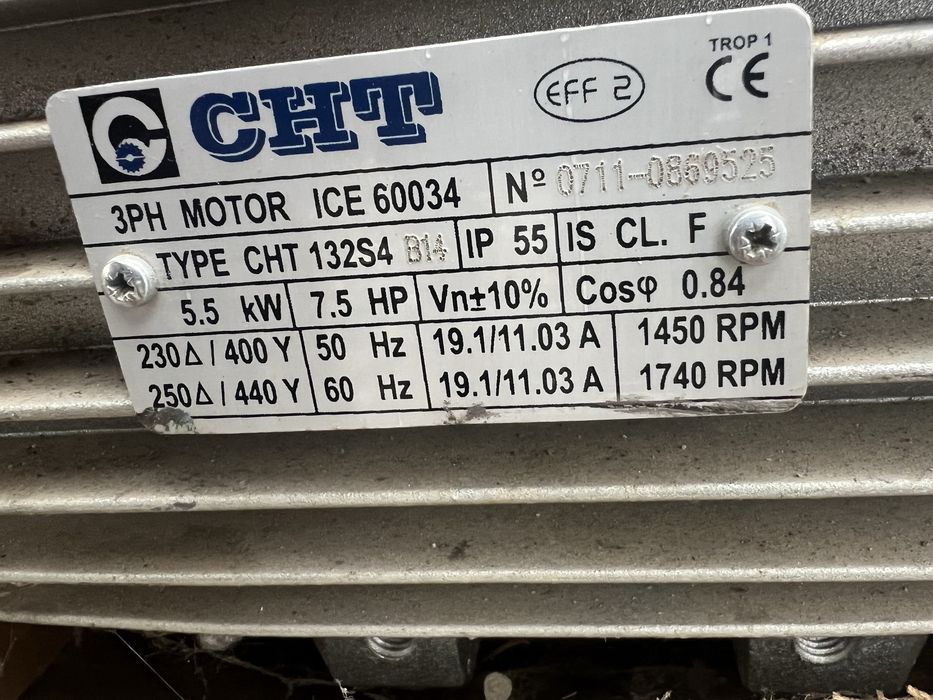 TROP 1
CHT EFF 2 CE
3PH MOTOR ICE 60034 Nº 0711-0869525
TYPE CHT 132S4 B14 IP 55 IS CL. F
5.5 kW 7.5 HP Vn±10% Cosφ 0.84
230Δ / 400 Y 50 Hz 19.1/11.03 A 1450 RPM
250Δ / 440 Y 60 Hz 19.1/11.03 A 1740 RPM